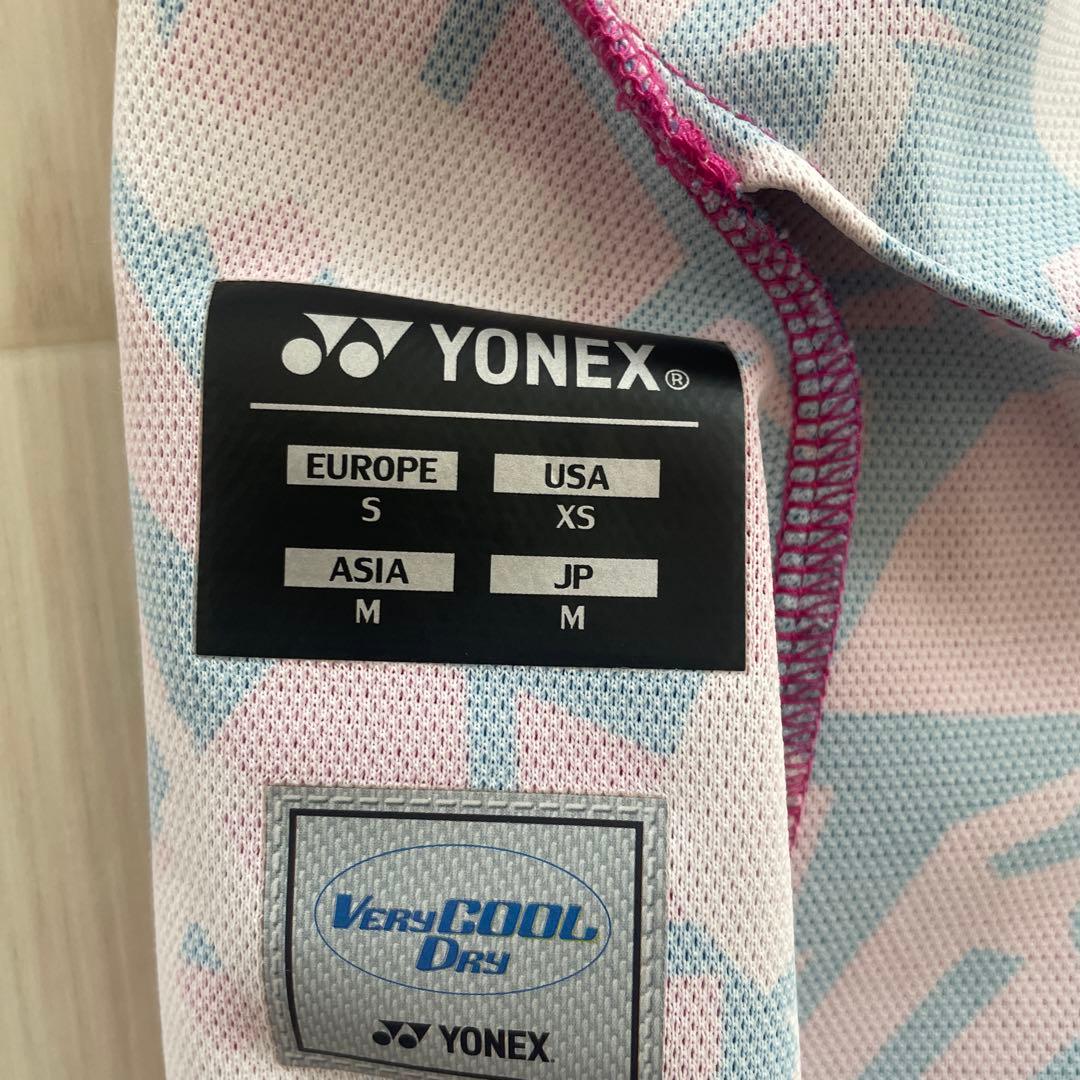 YONEX®
EUROPE USA
S XS
ASIA JP
M M
VERY COOL
DRY
YONEX